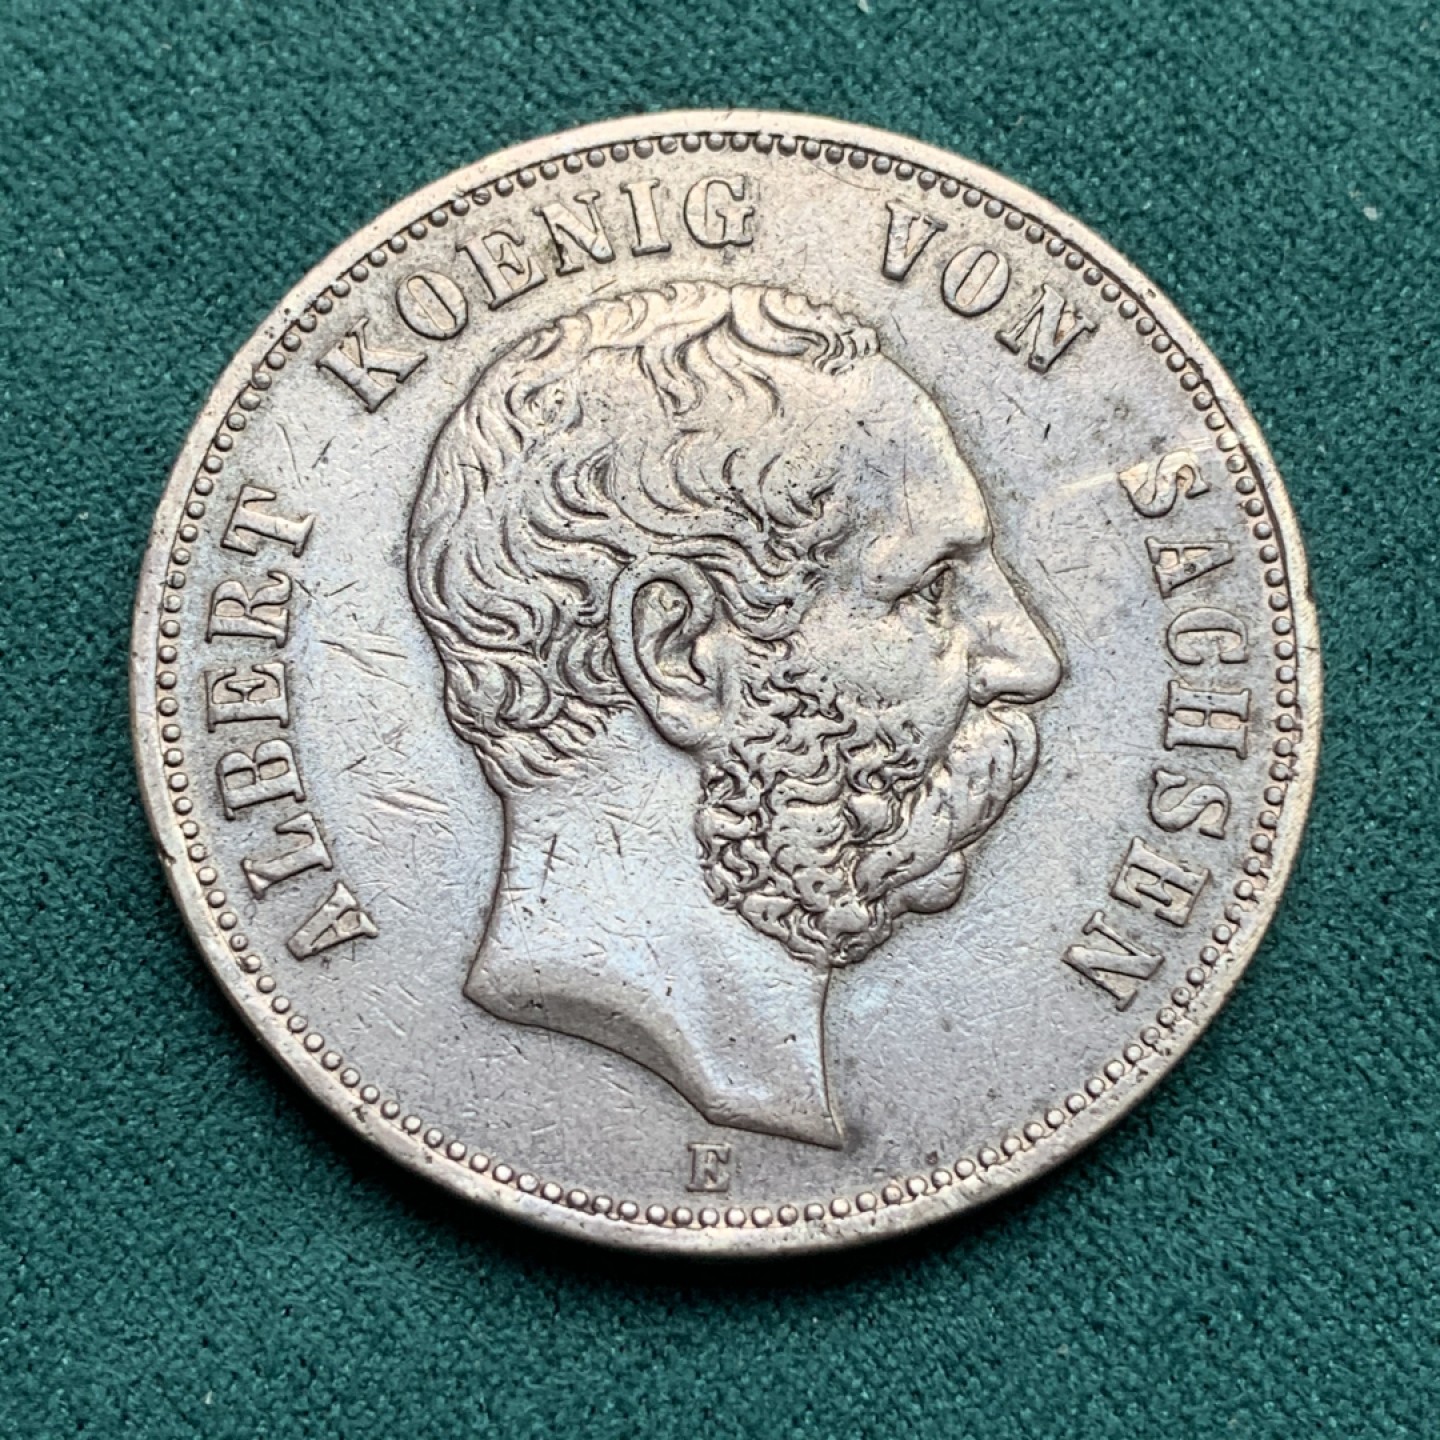 ALBERT KOENIG VON SACHSEN
E